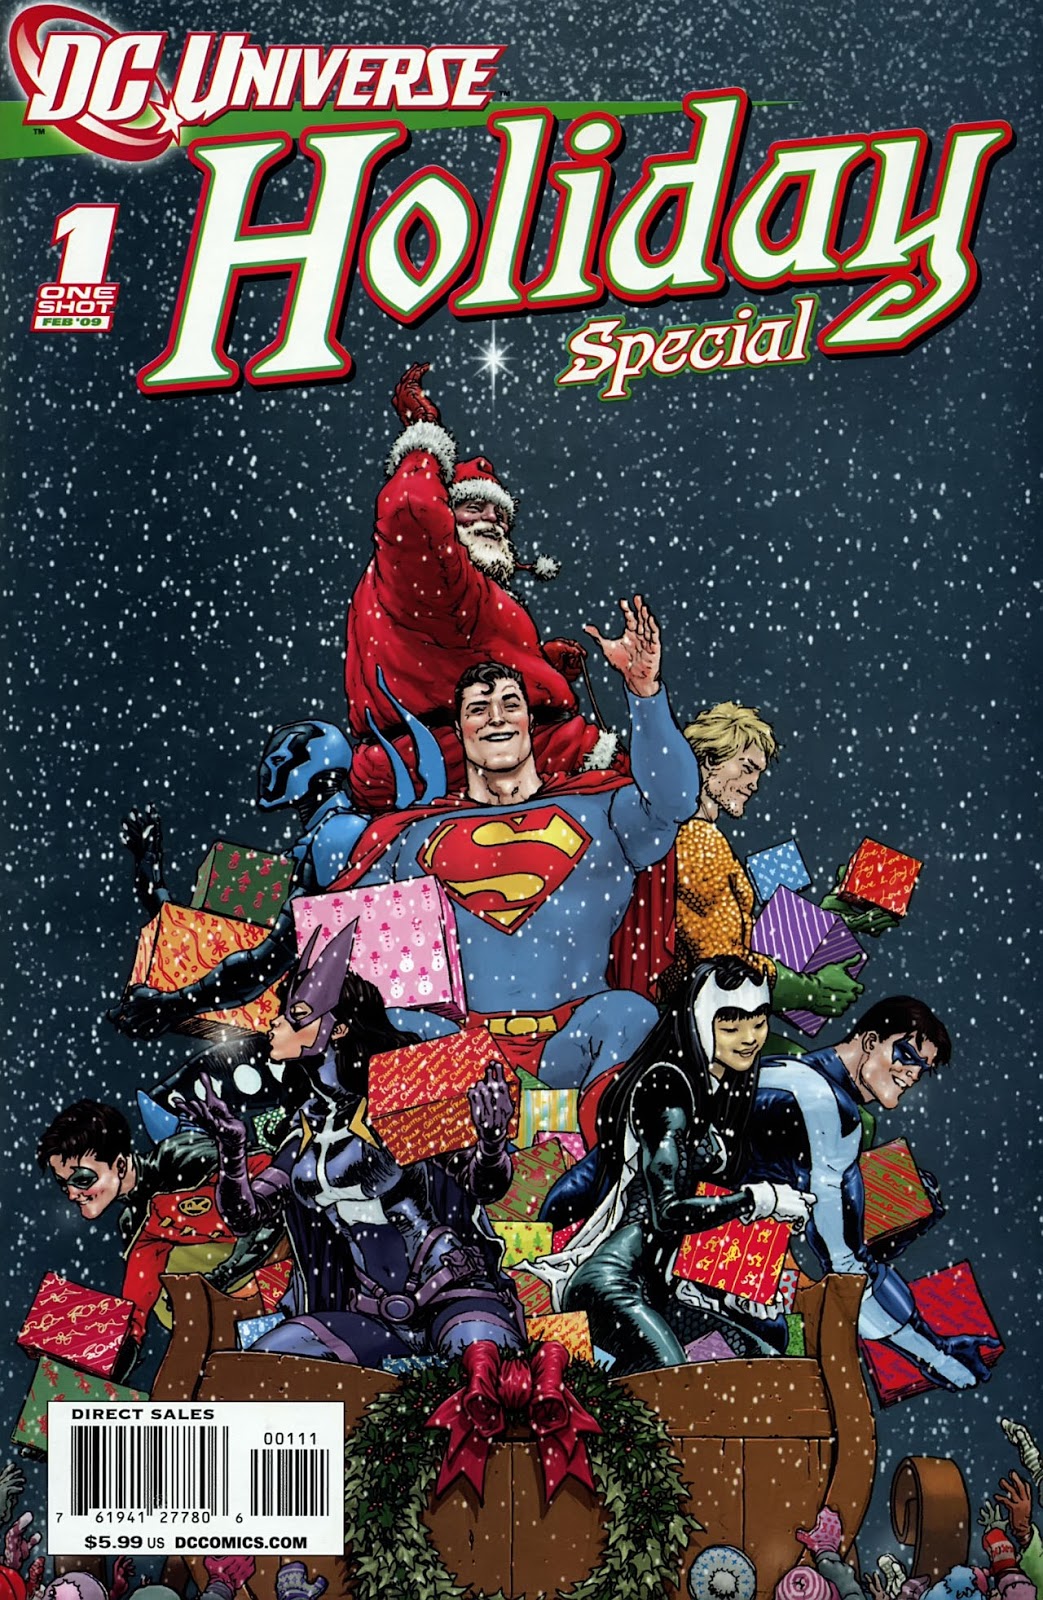 DC UNIVERSE™
™
Holiday
Special
1
ONE
SHOT
FEB '09
S
DIRECT SALES
00111
7 61941 27780 6
$5.99 US DCCOMICS.COM